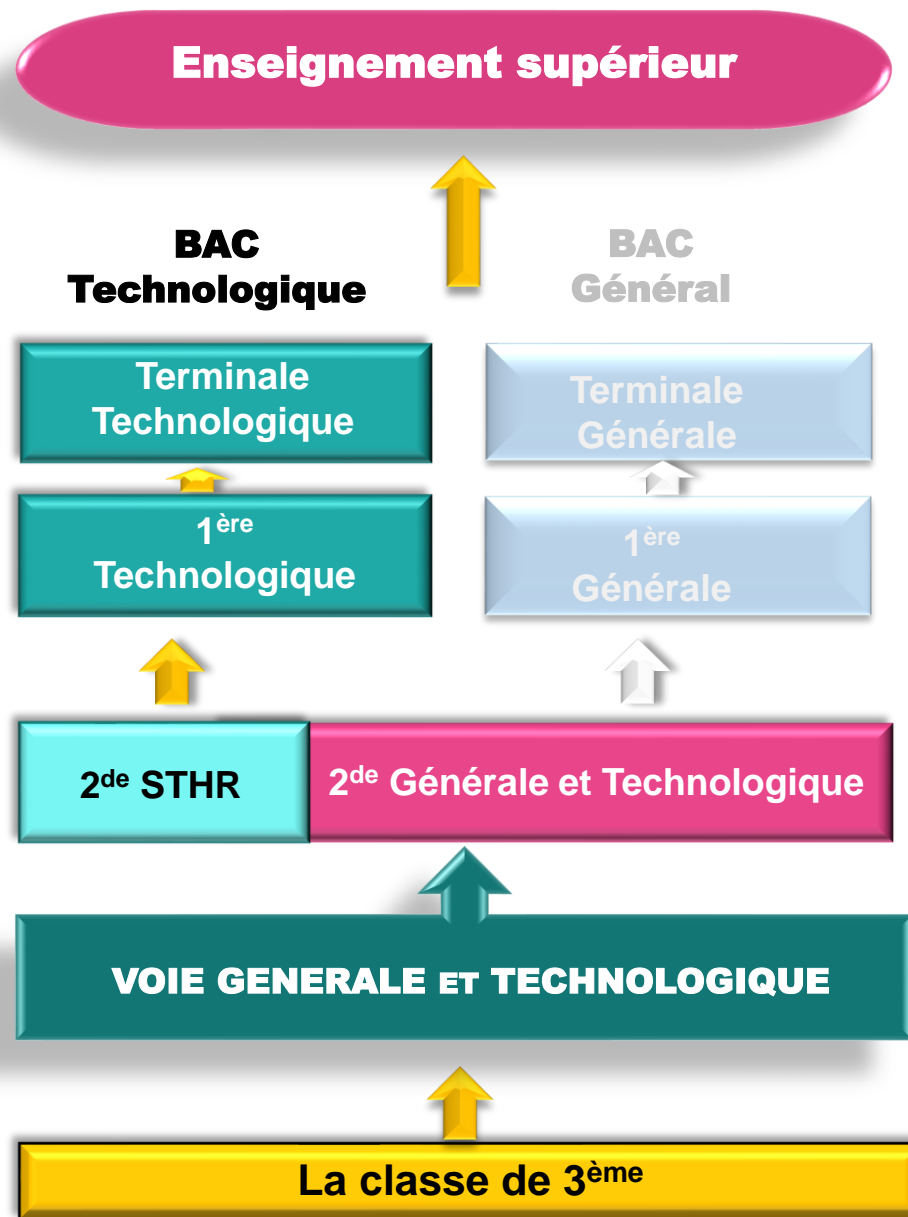 Enseignement supérieur
BAC
Technologique
BAC
Général
Terminale
Technologique
Terminale
Générale
1ère
Technologique
1ère
Générale
2de STHR
2de Générale et Technologique
VOIE GENERALE ET TECHNOLOGIQUE
La classe de 3ème